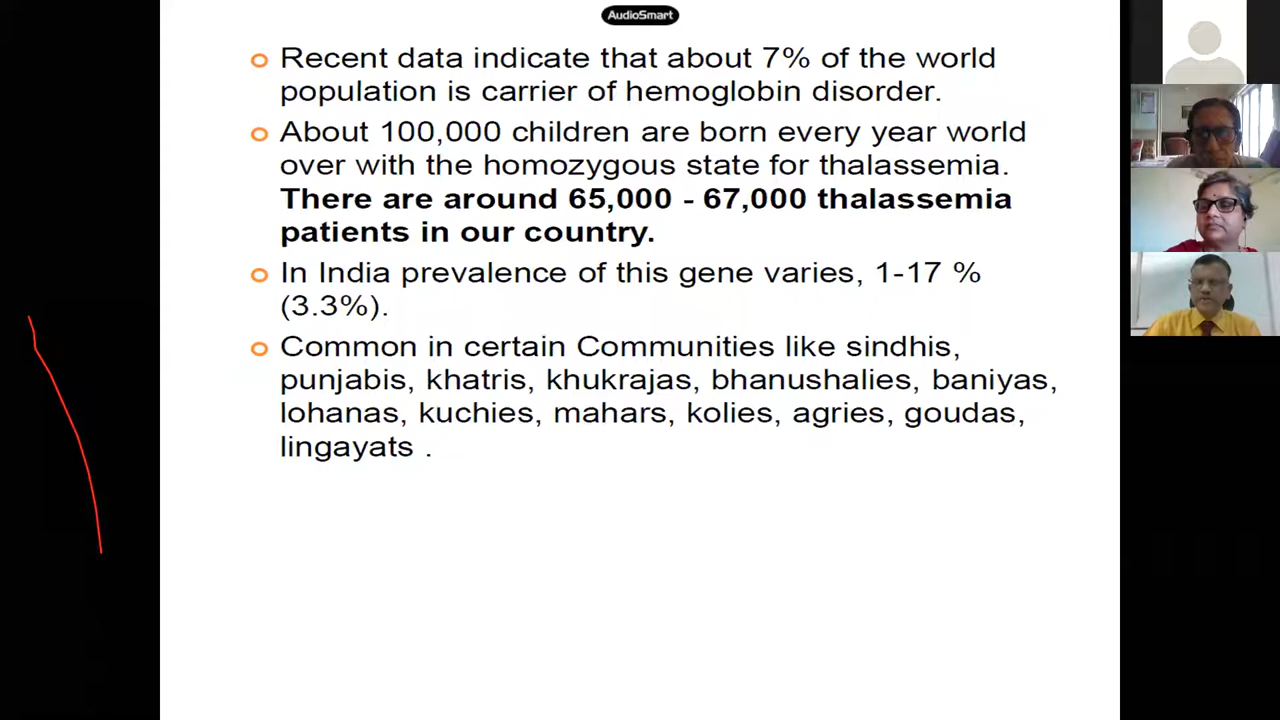 AudioSmart
Recent data indicate that about 7% of the world
population is carrier of hemoglobin disorder.
About 100,000 children are born every year world
over with the homozygous state for thalassemia.
There are around 65,000 - 67,000 thalassemia
patients in our country.
In India prevalence of this gene varies, 1-17 %
(3.3%).
Common in certain Communities like sindhis,
punjabis, khatris, khukrajas, bhanushalies, baniyas,
lohanas, kuchies, mahars, kolies, agries, goudas,
lingayats .